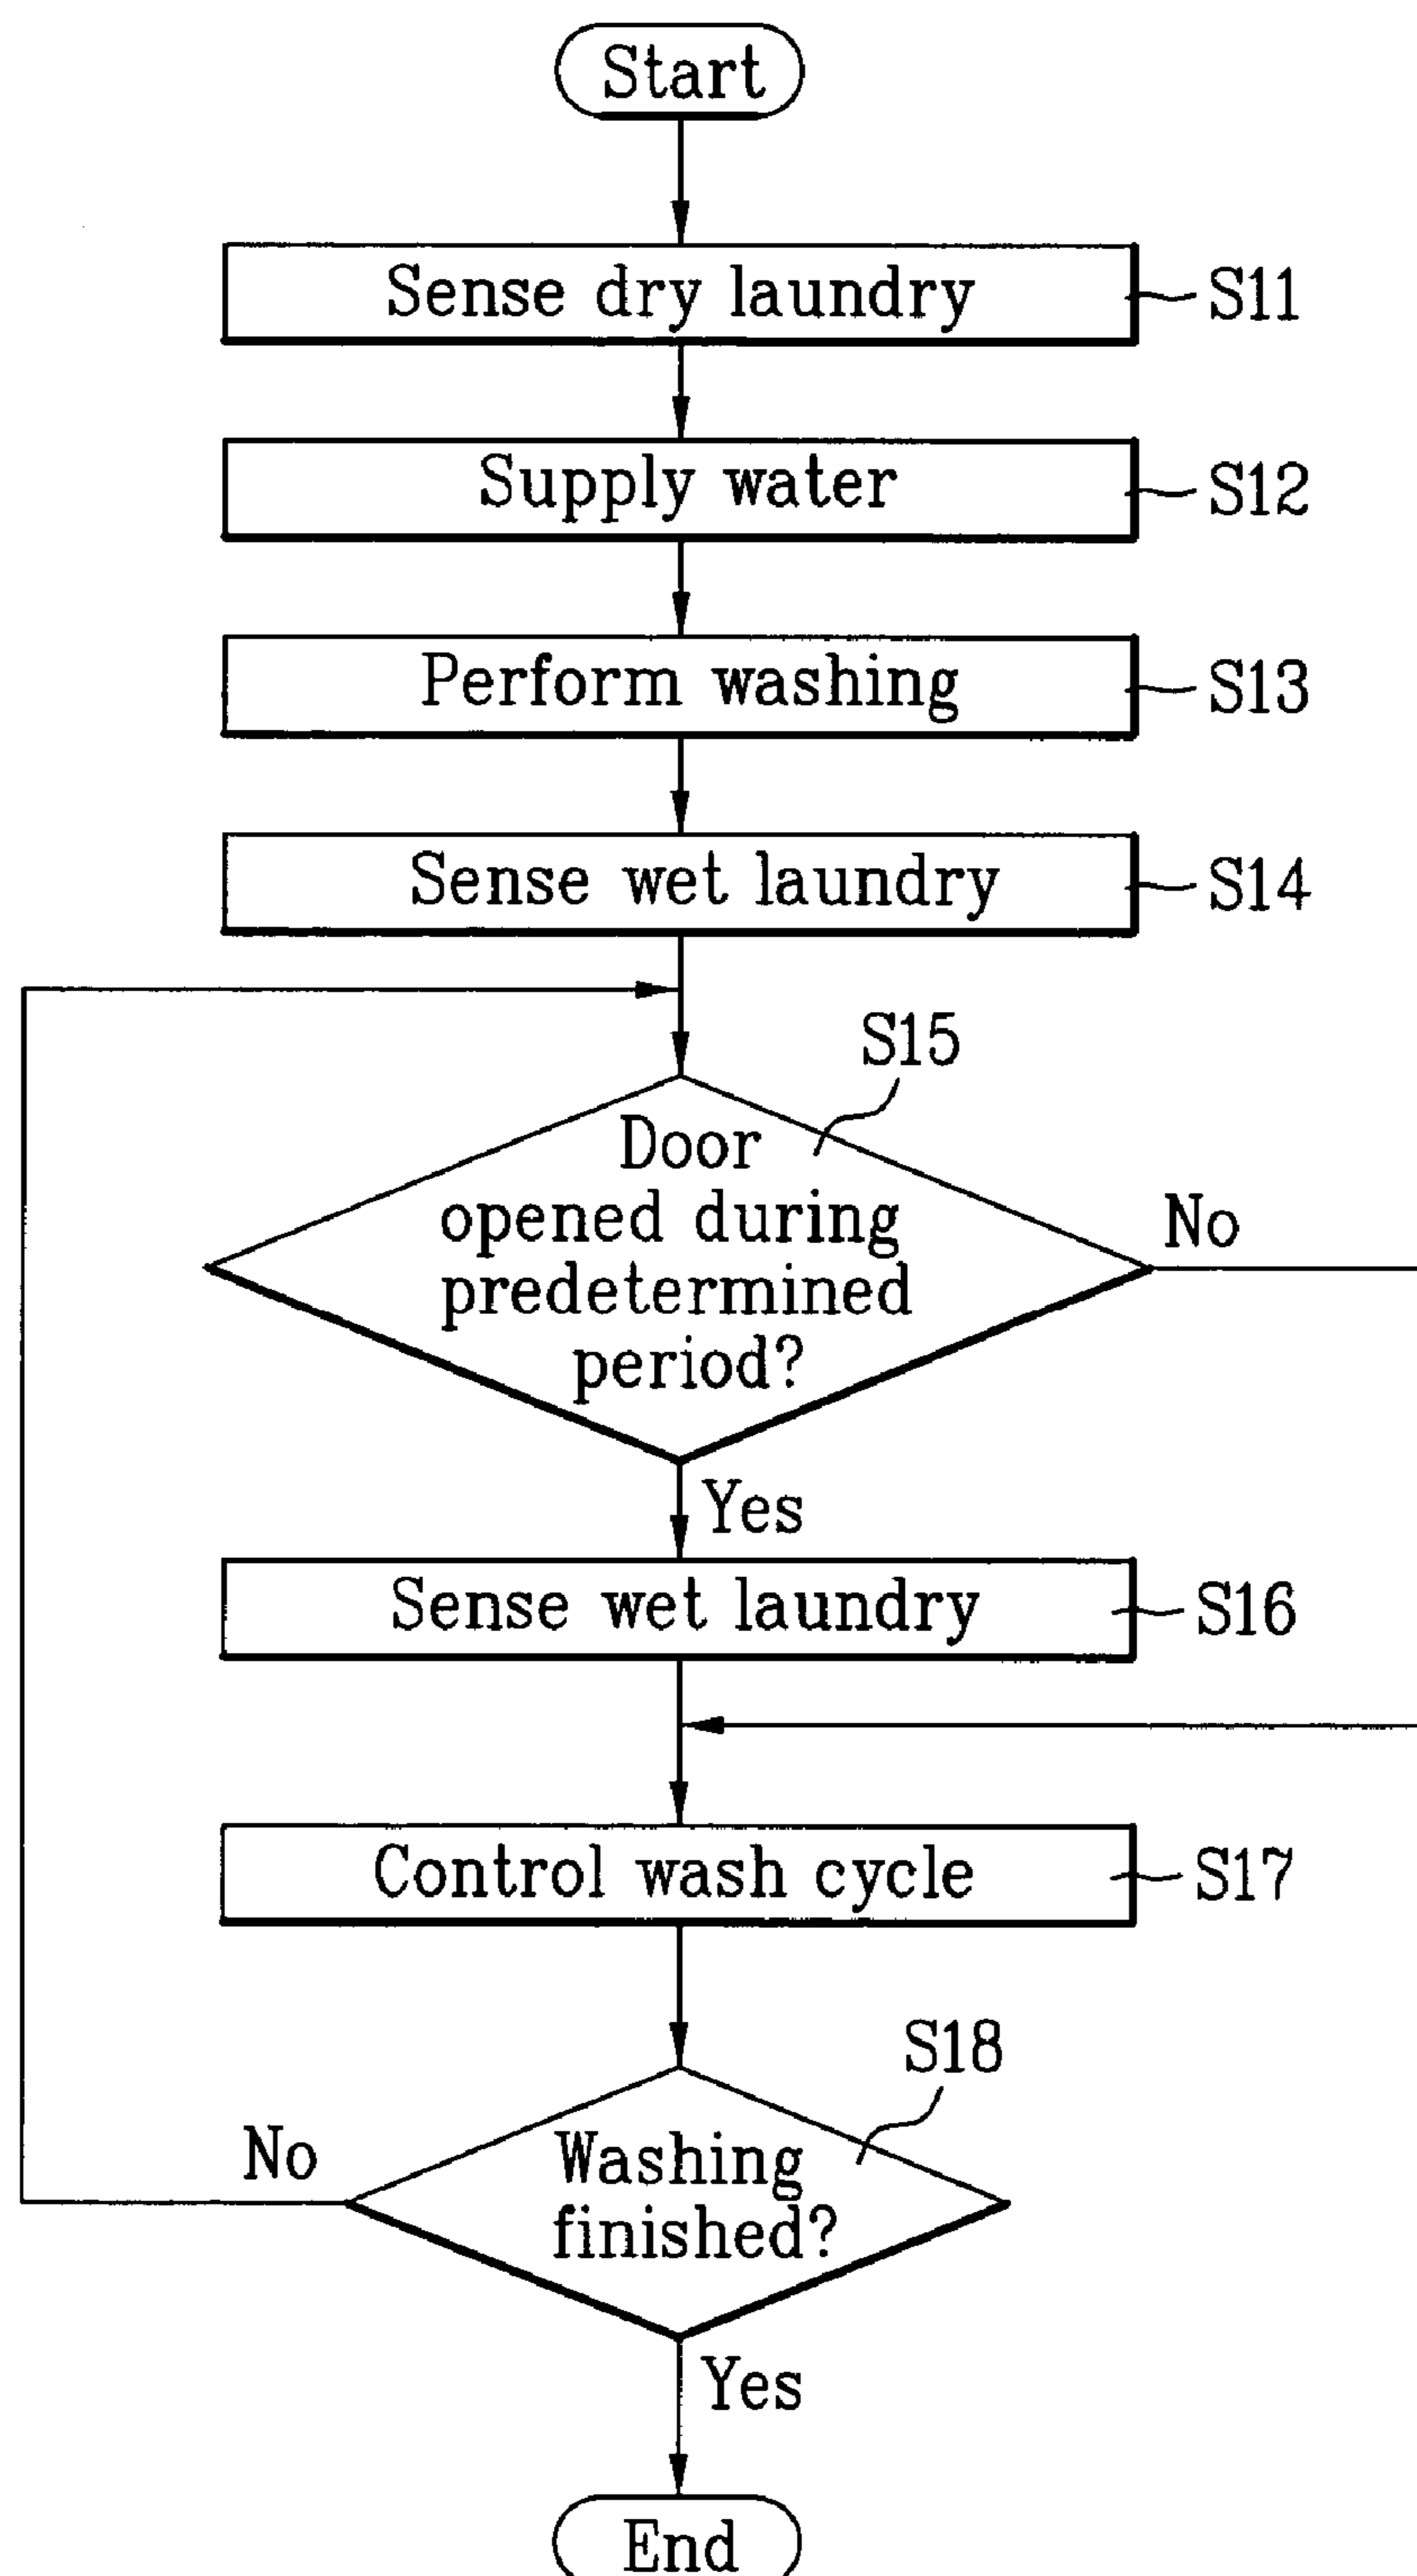 Start
Sense dry laundry
S11
Supply water
S12
Perform washing
S13
Sense wet laundry
S14
S15
Door
opened during
predetermined
period?
No
Yes
Sense wet laundry
S16
Control wash cycle
S17
S18
Washing
finished?
No
Yes
End